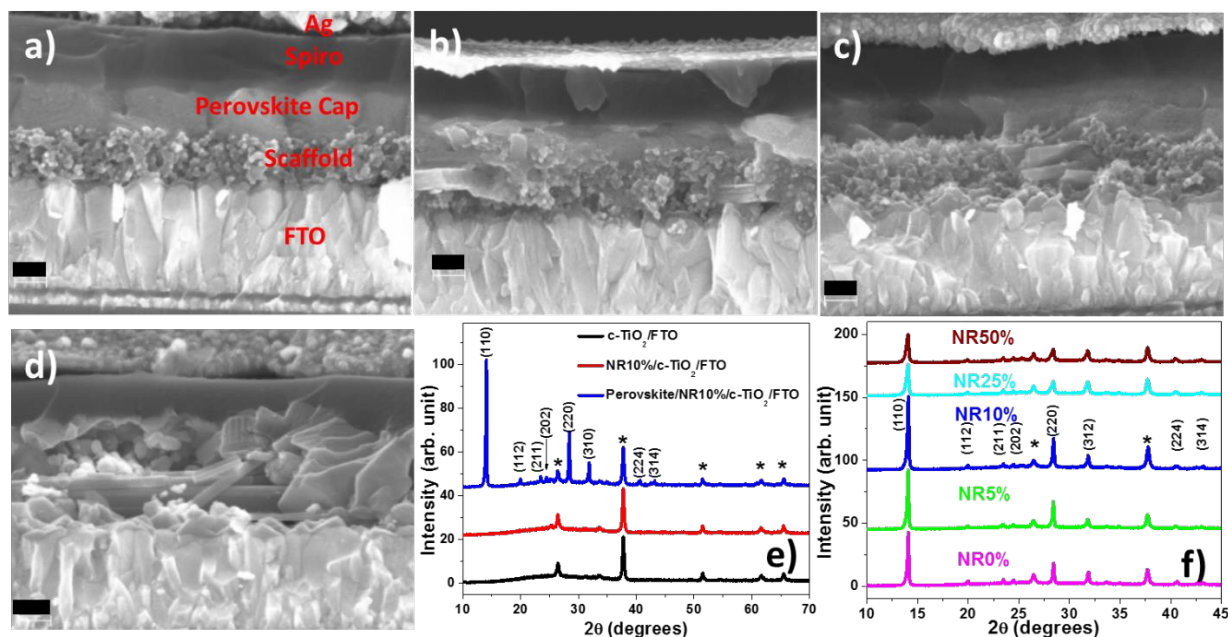 a)
Ag
Spiro
Perovskite Cap
Scaffold
FTO
b)
c)
d)
Intensity (arb. unit)
100
80
60
40
20
0
c-TiO₂/FTO
NR10%/c-TiO₂/FTO
Perovskite/NR10%/c-TiO₂/FTO
(110)
(112)
(211)
(202)
*
(220)
(310)
*
(224)
(314)
*
*
*
e)
10 20 30 40 50 60 70
2θ (degrees)
Intensity (arb. unit)
200
150
100
50
0
NR50%
NR25%
NR10%
(110)
(112)
(211)
(202)
*
(220)
(312)
*
(224)
(314)
NR5%
NR0%
f)
10 15 20 25 30 35 40 45
2θ (degrees)